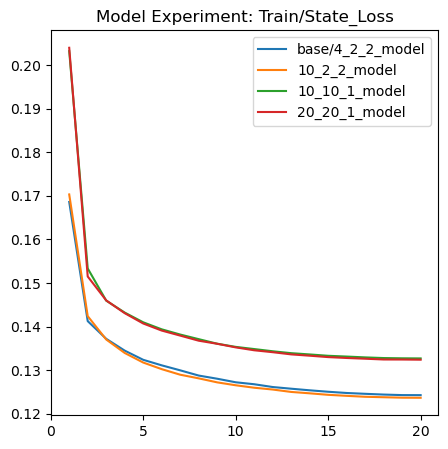 Model Experiment: Train/State_Loss
base/4_2_2_model
10_2_2_model
10_10_1_model
20_20_1_model
0.20
0.19
0.18
0.17
0.16
0.15
0.14
0.13
0.12
0 5 10 15 20